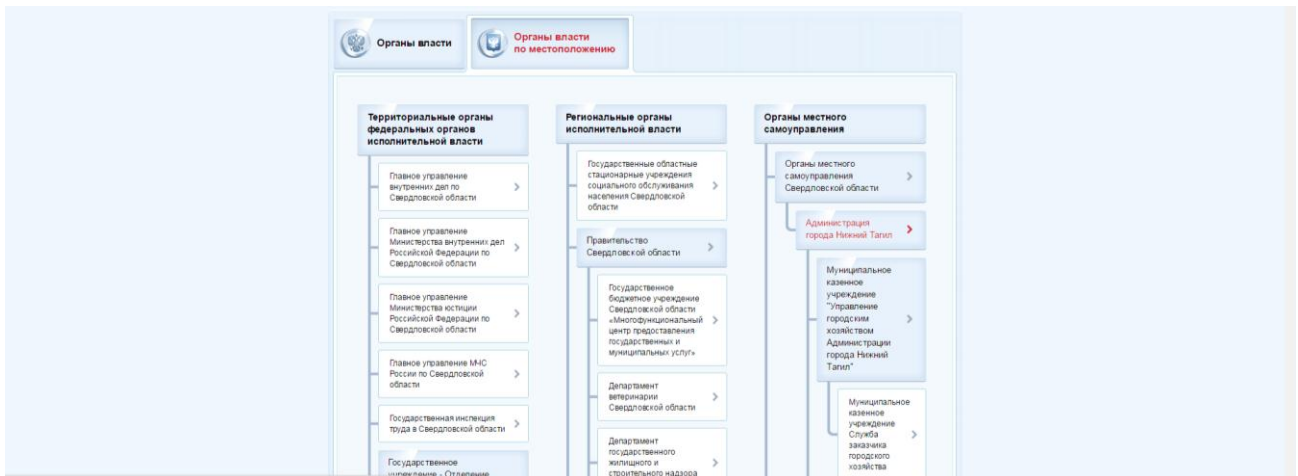 Органы власти
Органы власти
по местоположению
Территориальные органы
федеральных органов
исполнительной власти
Главное управление
внутренних дел по
Свердловской области
Главное управление
Министерства внутренних дел
Российской Федерации по
Свердловской области
Главное управление
Министерства юстиции
Российской Федерации по
Свердловской области
Главное управление МЧС
России по Свердловской
области
Государственная инспекция
труда в Свердловской области
Государственное
учреждение - Отделение
Региональные органы
исполнительной власти
Государственные областные
стационарные учреждения
социального обслуживания
населения Свердловской
области
Правительство
Свердловской области
Государственное
бюджетное учреждение
Свердловской области
«Многофункциональный
центр предоставления
государственных и
муниципальных услуг»
Департамент
ветеринарии
Свердловской области
Департамент
государственного
жилищного и
строительного надзора
Органы местного
самоуправления
Органы местного
самоуправления
Свердловской области
Администрация
города Нижний Тагил
Муниципальное
казенное
учреждение
"Управление
городским
хозяйством
Администрации
города Нижний
Тагил"
Муниципальное
казенное
учреждение
Служба
заказчика
городского
хозяйства